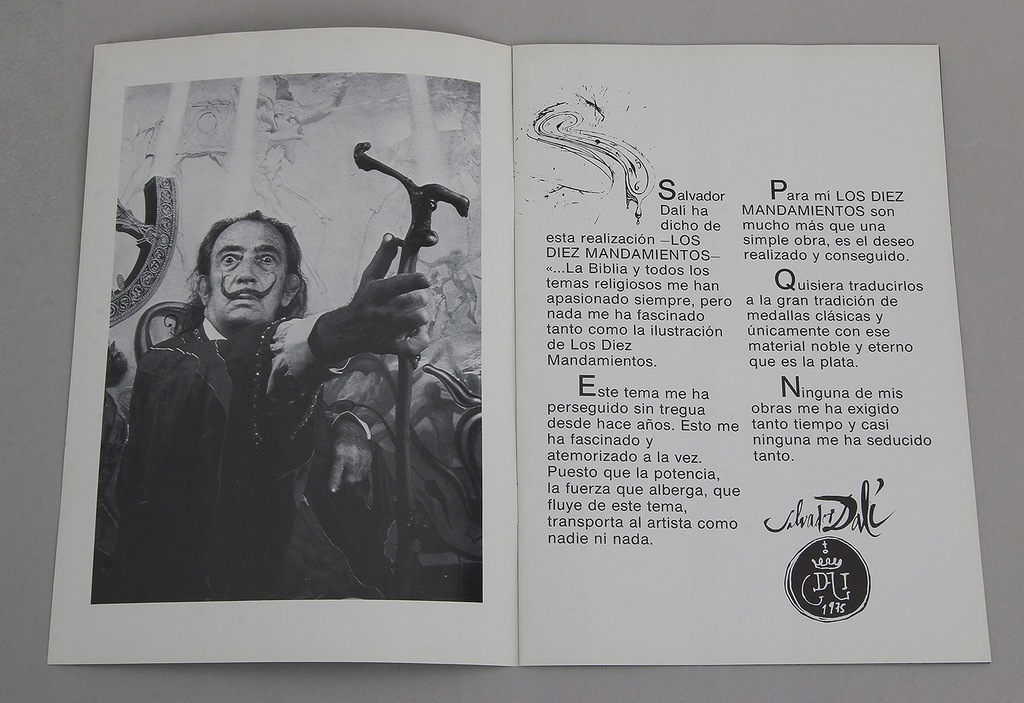 Salvador
Dalí ha
dicho de
esta realización —LOS
DIEZ MANDAMIENTOS—
«...La Biblia y todos los
temas religiosos me han
apasionado siempre, pero
nada me ha fascinado
tanto como la ilustración
de Los Diez
Mandamientos.
Este tema me ha
perseguido sin tregua
desde hace años. Esto me
ha fascinado y
atemorizado a la vez.
Puesto que la potencia,
la fuerza que alberga, que
fluye de este tema,
transporta al artista como
nadie ni nada.
Para mí LOS DIEZ
MANDAMIENTOS son
mucho más que una
simple obra, es el deseo
realizado y conseguido.
Quisiera traducirlos
a la gran tradición de
medallas clásicas y
únicamente con ese
material noble y eterno
que es la plata.
Ninguna de mis
obras me ha exigido
tanto tiempo y casi
ninguna me ha seducido
tanto.
Salvador Dalí
DALI
1975